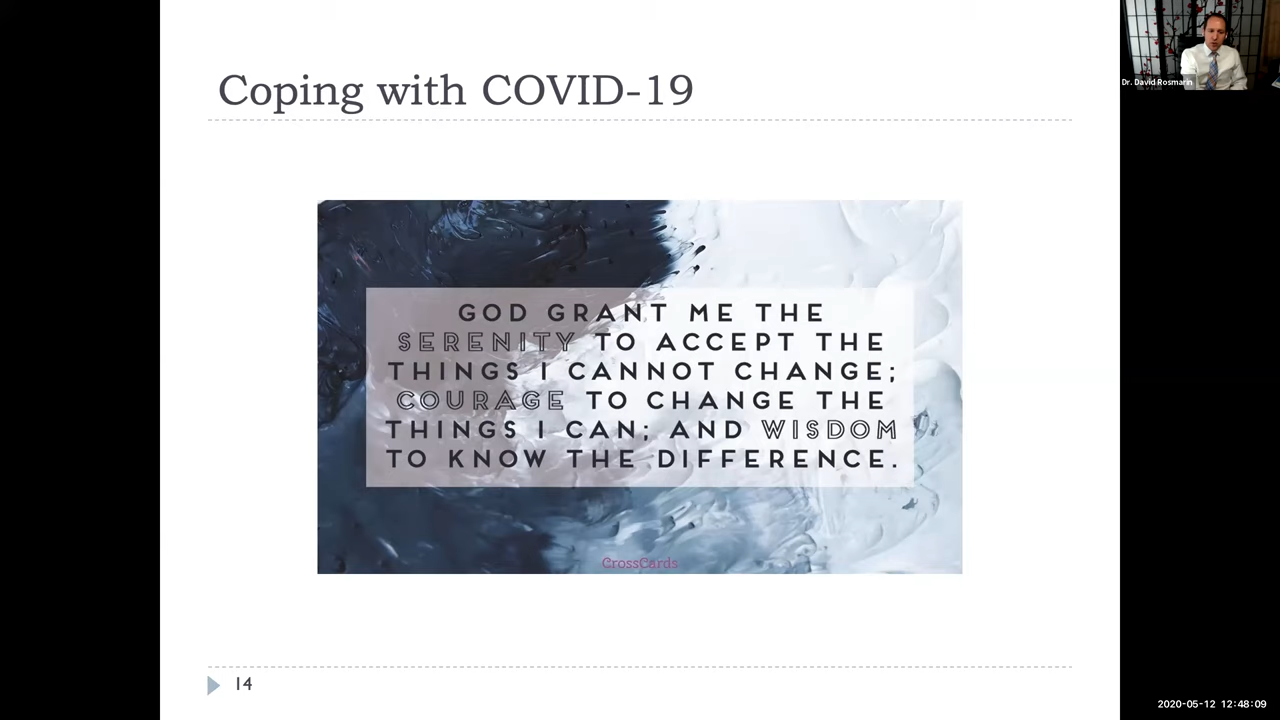 Coping with COVID-19
Dr. David Rosmarin
GOD GRANT ME THE
SERENITY TO ACCEPT THE
THINGS I CANNOT CHANGE;
COURAGE TO CHANGE THE
THINGS I CAN; AND WISDOM
TO KNOW THE DIFFERENCE.
CrossCards
14
2020-05-12 12:48:09